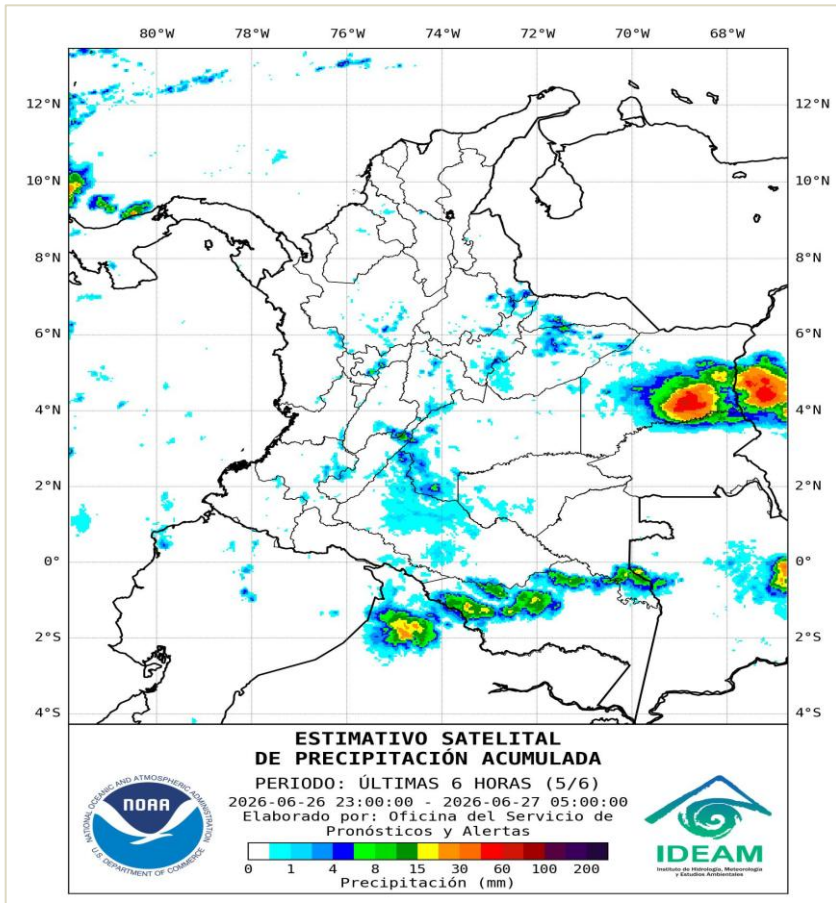 80°W 78°W 76°W 74°W 72°W 70°W 68°W
12°N 12°N
10°N 10°N
8°N 8°N
6°N 6°N
4°N 4°N
2°N 2°N
0° 0°
2°S 2°S
4°S 4°S
ESTIMATIVO SATELITAL
DE PRECIPITACIÓN ACUMULADA
PERIODO: ÚLTIMAS 6 HORAS (5/6)
2026-06-26 23:00:00 - 2026-06-27 05:00:00
Elaborado por: Oficina del Servicio de
Pronósticos y Alertas
0 1 4 8 15 30 60 100 200
Precipitación (mm)
NATIONAL OCEANIC AND ATMOSPHERIC ADMINISTRATION
NOAA
U.S. DEPARTMENT OF COMMERCE
IDEAM
Instituto de Hidrología, Meteorología
y Estudios Ambientales